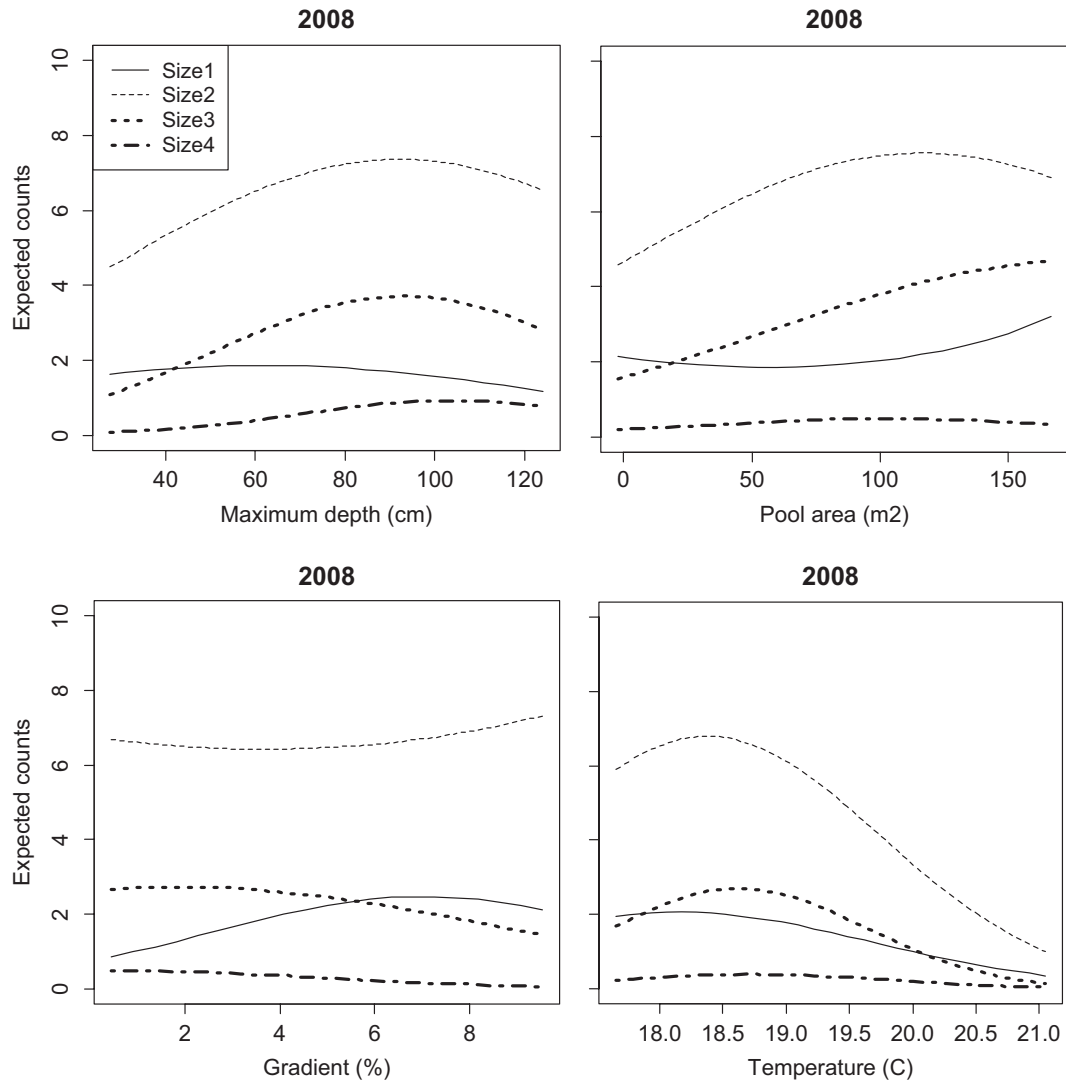 2008
Expected counts
10
8
6
4
2
0
Size1
Size2
Size3
Size4
40 60 80 100 120
Maximum depth (cm)
2008
0 50 100 150
Pool area (m2)
2008
Expected counts
10
8
6
4
2
0
2 4 6 8
Gradient (%)
2008
18.0 18.5 19.0 19.5 20.0 20.5 21.0
Temperature (C)